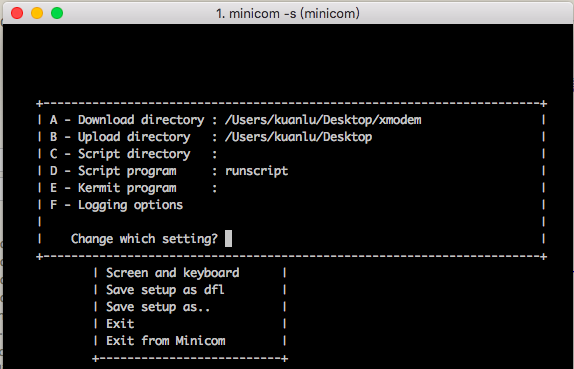 1. minicom -s (minicom)
A - Download directory : /Users/kuanlu/Desktop/xmodem
B - Upload directory : /Users/kuanlu/Desktop
C - Script directory :
D - Script program : runscript
E - Kermit program :
F - Logging options
Change which setting?
Screen and keyboard
Save setup as dfl
Save setup as..
Exit
Exit from Minicom